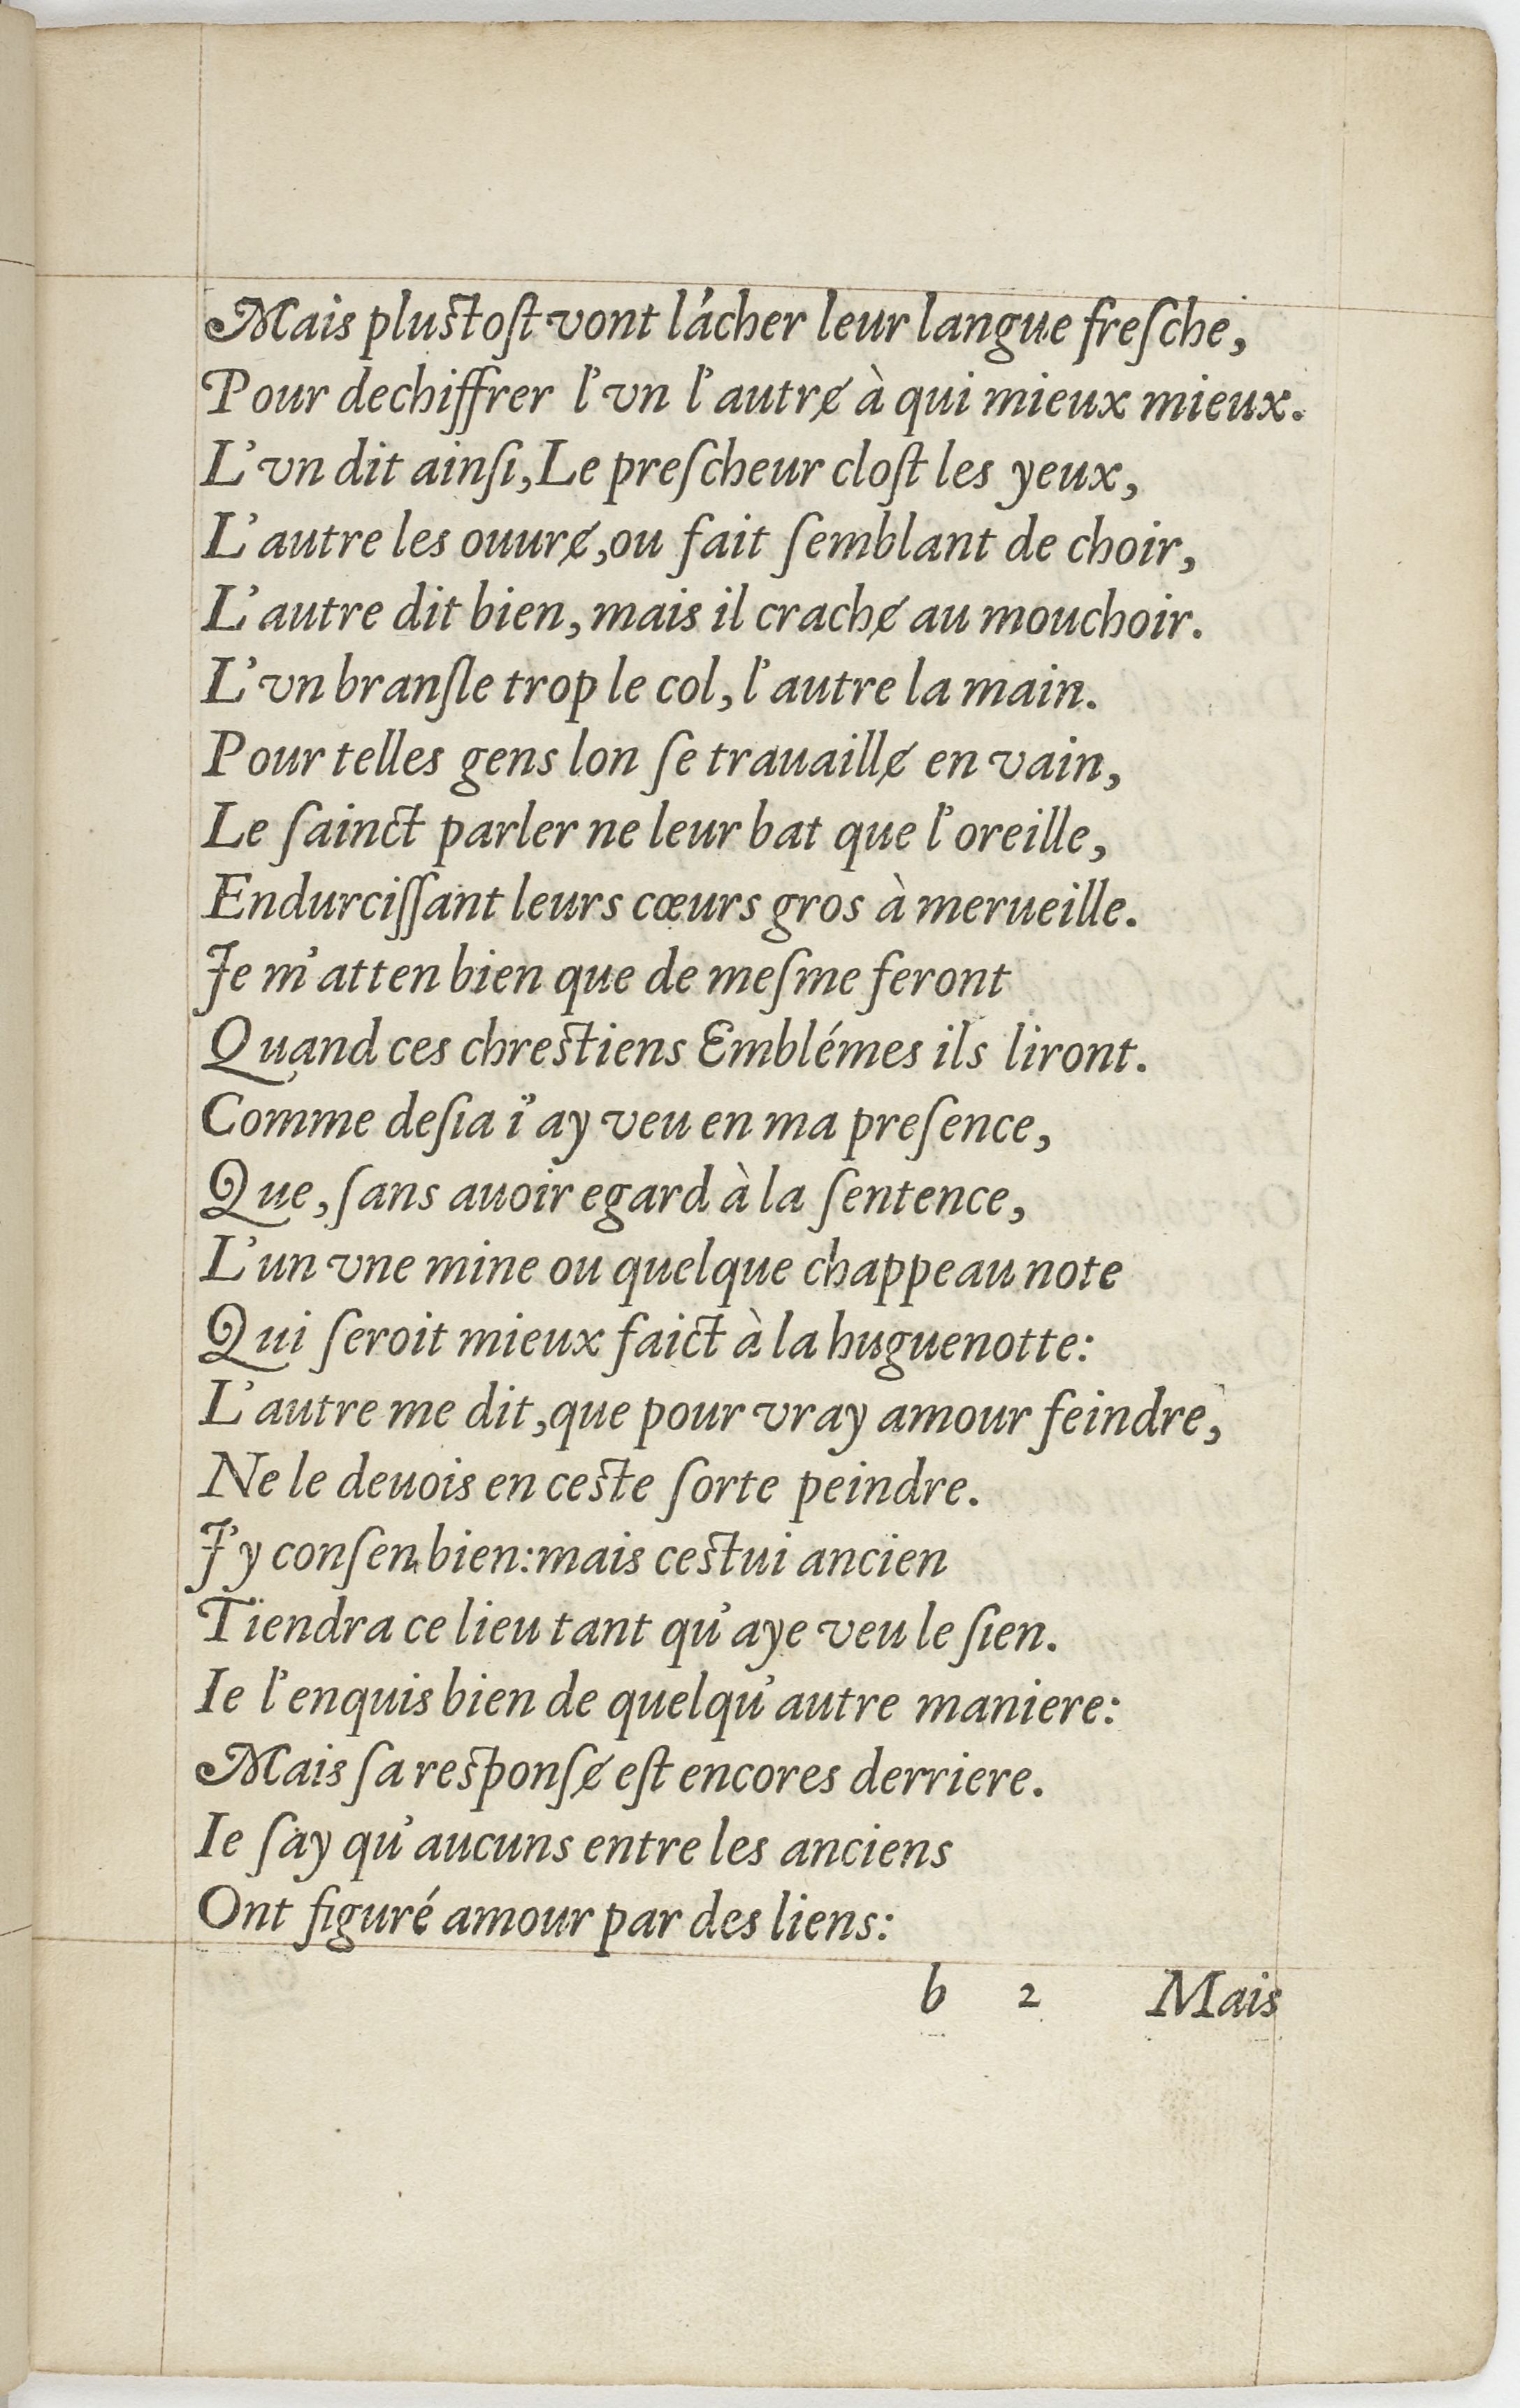 Mais pluſtoſt vont lâcher leur langue freſche,
Pour dechiffrer l'vn l'autrɇ à qui mieux mieux.
L'vn dit ainſi, Le preſcheur cloſt les yeux,
L'autre les ouurɇ, ou fait ſemblant de choir,
L'autre dit bien, mais il crachɇ au mouchoir.
L'vn branſle trop le col, l'autre la main.
Pour telles gens lon ſe trauaillɇ en vain,
Le ſainct parler ne leur bat que l'oreille,
Endurciſſant leurs cœurs gros à merueille.
Je m'atten bien que de meſme feront
Quand ces chreſtiens Emblémes ils liront.
Comme deſia i'ay veu en ma preſence,
Que, ſans auoir egard à la ſentence,
L'un vne mine ou quelque chappeau note
Qui ſeroit mieux faict à la huguenotte:
L'autre me dit, que pour vray amour feindre,
Ne le deuois en ceſte ſorte peindre.
J'y conſen bien: mais ceſtui ancien
Tiendra ce lieu tant qu'aye veu le ſien.
Ie l'enquis bien de quelqu'autre maniere:
Mais ſa reſponſɇ eſt encores derriere.
Ie ſay qu'aucuns entre les anciens
Ont figuré amour par des liens:
b 2 Mais